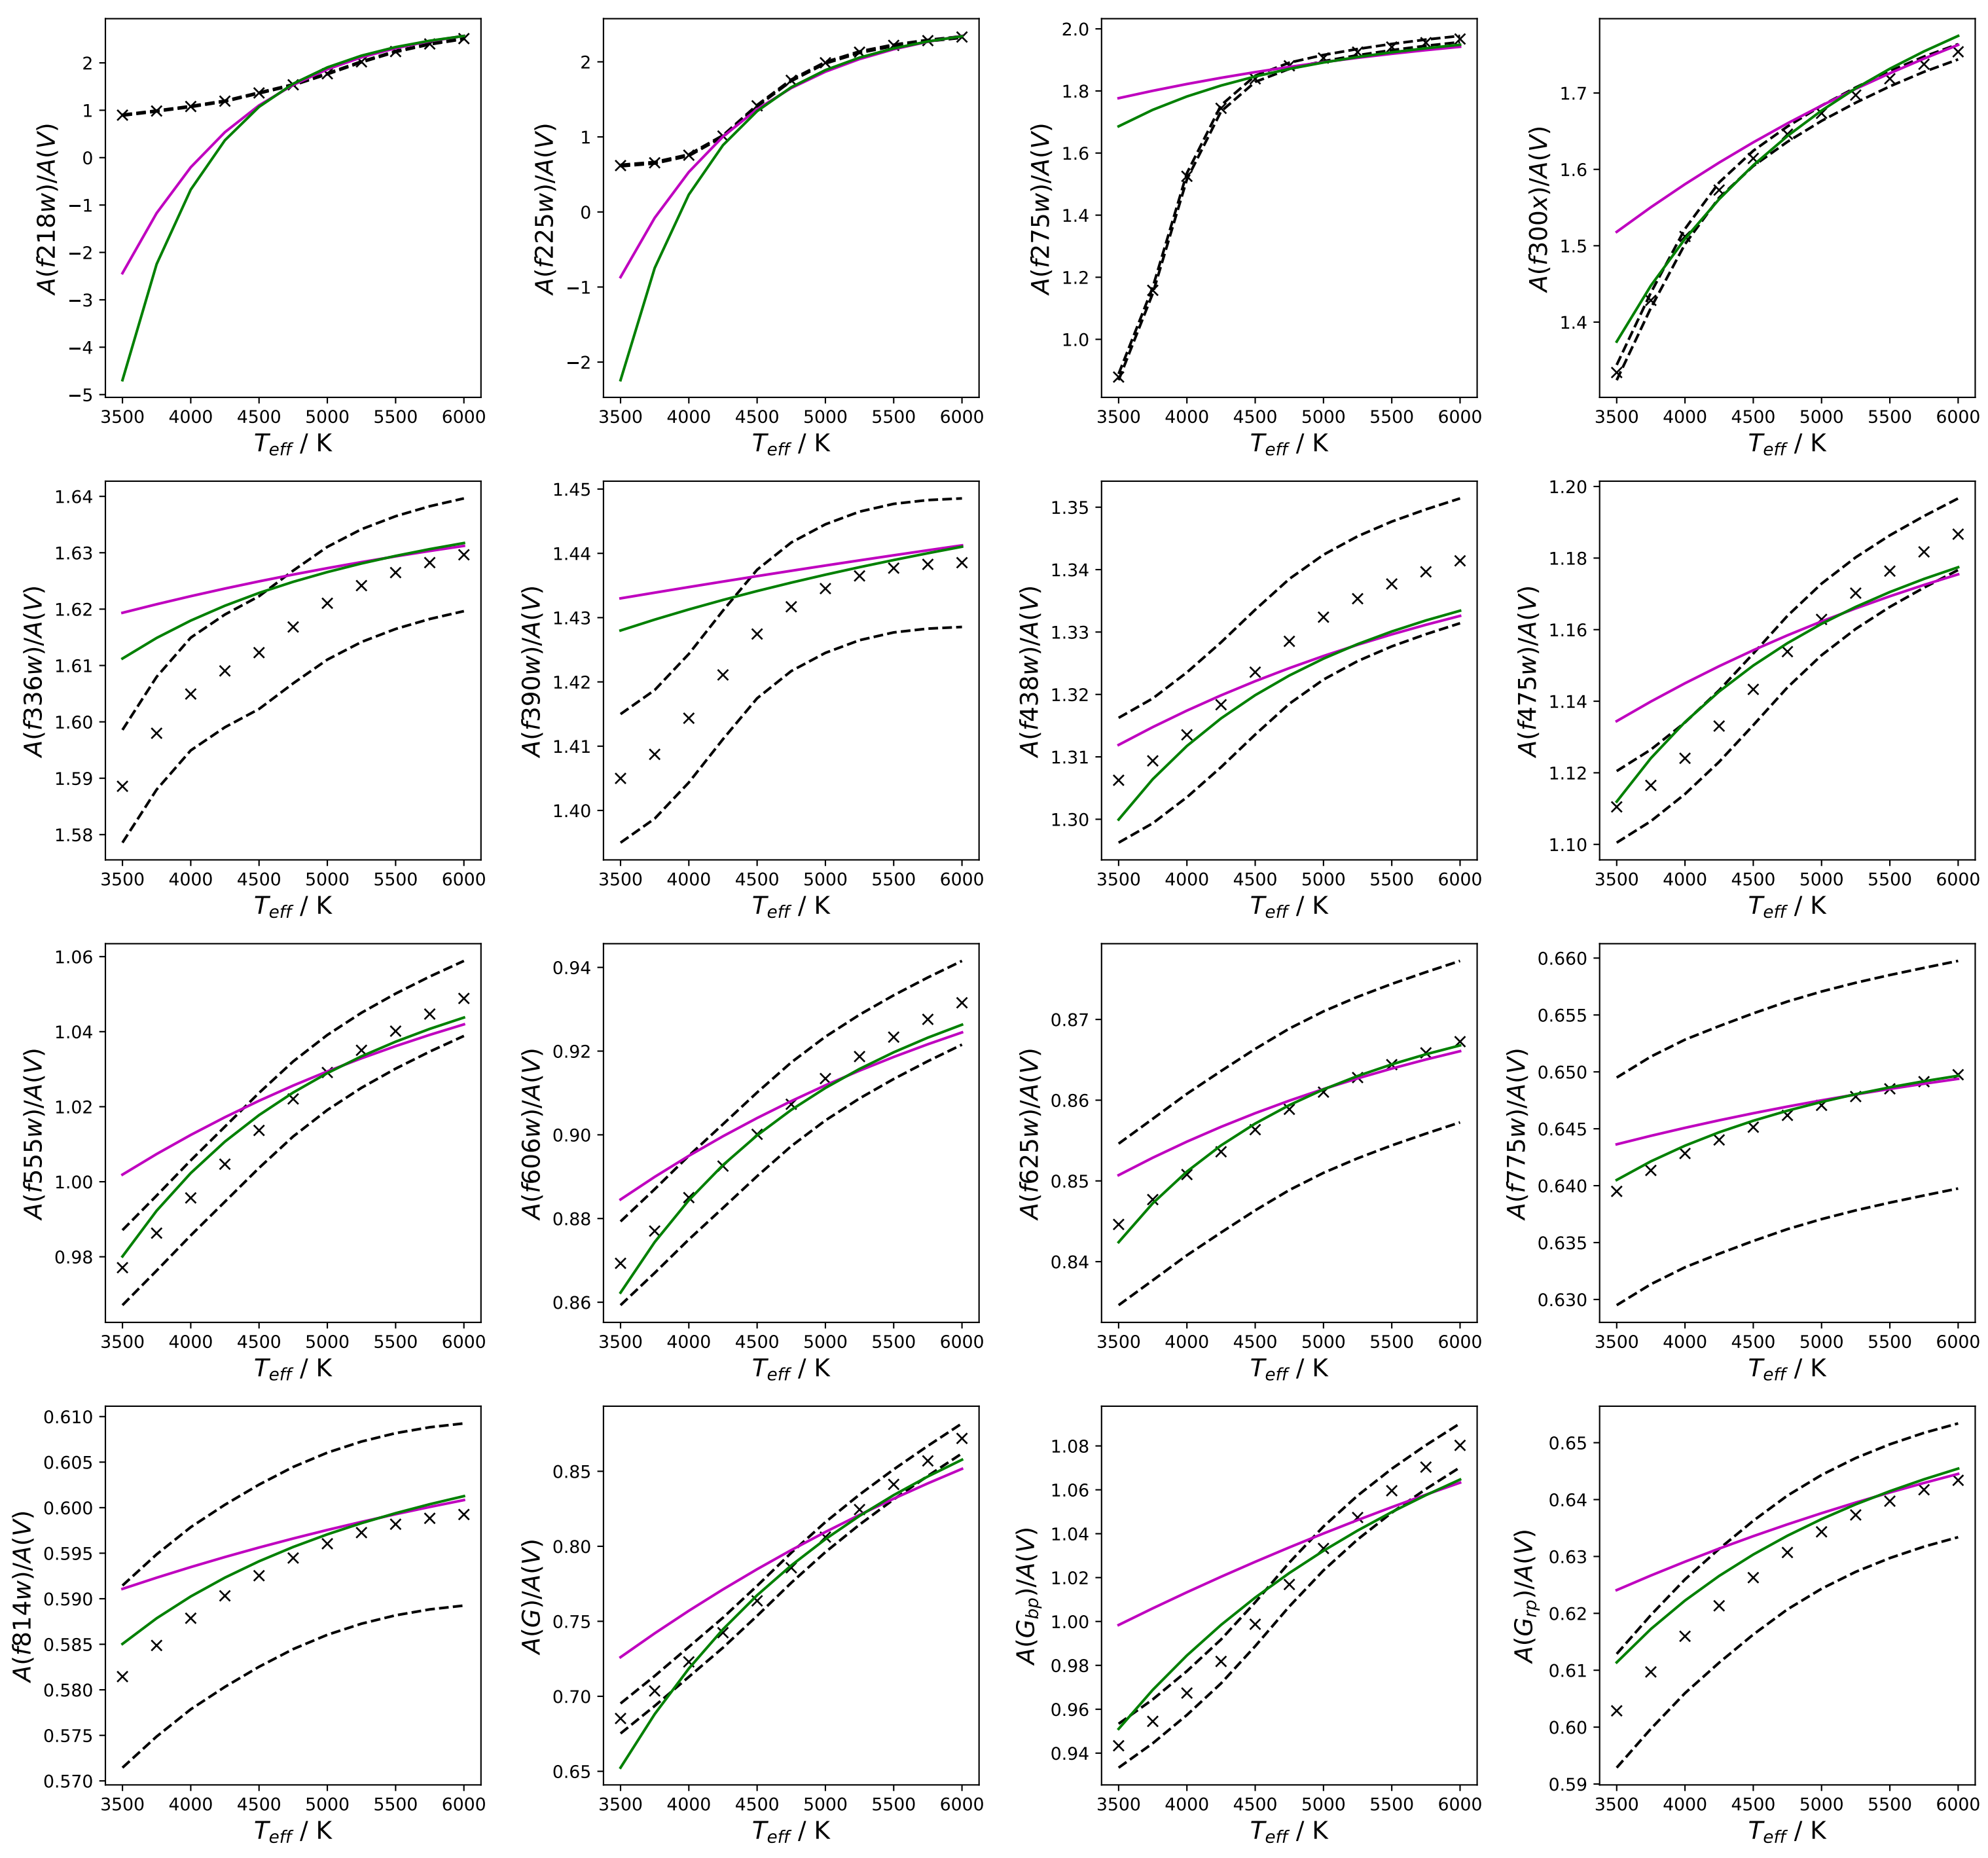 A(f218w)/A(V)
2
1
0
−1
−2
−3
−4
−5
3500 4000 4500 5000 5500 6000
T_eff / K
A(f225w)/A(V)
2
1
0
−1
−2
3500 4000 4500 5000 5500 6000
T_eff / K
A(f275w)/A(V)
2.0
1.8
1.6
1.4
1.2
1.0
3500 4000 4500 5000 5500 6000
T_eff / K
A(f300x)/A(V)
1.7
1.6
1.5
1.4
3500 4000 4500 5000 5500 6000
T_eff / K
A(f336w)/A(V)
1.64
1.63
1.62
1.61
1.60
1.59
1.58
3500 4000 4500 5000 5500 6000
T_eff / K
A(f390w)/A(V)
1.45
1.44
1.43
1.42
1.41
1.40
3500 4000 4500 5000 5500 6000
T_eff / K
A(f438w)/A(V)
1.35
1.34
1.33
1.32
1.31
1.30
3500 4000 4500 5000 5500 6000
T_eff / K
A(f475w)/A(V)
1.20
1.18
1.16
1.14
1.12
1.10
3500 4000 4500 5000 5500 6000
T_eff / K
A(f555w)/A(V)
1.06
1.04
1.02
1.00
0.98
3500 4000 4500 5000 5500 6000
T_eff / K
A(f606w)/A(V)
0.94
0.92
0.90
0.88
0.86
3500 4000 4500 5000 5500 6000
T_eff / K
A(f625w)/A(V)
0.87
0.86
0.85
0.84
3500 4000 4500 5000 5500 6000
T_eff / K
A(f775w)/A(V)
0.660
0.655
0.650
0.645
0.640
0.635
0.630
3500 4000 4500 5000 5500 6000
T_eff / K
A(f814w)/A(V)
0.610
0.605
0.600
0.595
0.590
0.585
0.580
0.575
0.570
3500 4000 4500 5000 5500 6000
T_eff / K
A(G)/A(V)
0.85
0.80
0.75
0.70
0.65
3500 4000 4500 5000 5500 6000
T_eff / K
A(G_bp)/A(V)
1.08
1.06
1.04
1.02
1.00
0.98
0.96
0.94
3500 4000 4500 5000 5500 6000
T_eff / K
A(G_rp)/A(V)
0.65
0.64
0.63
0.62
0.61
0.60
0.59
3500 4000 4500 5000 5500 6000
T_eff / K